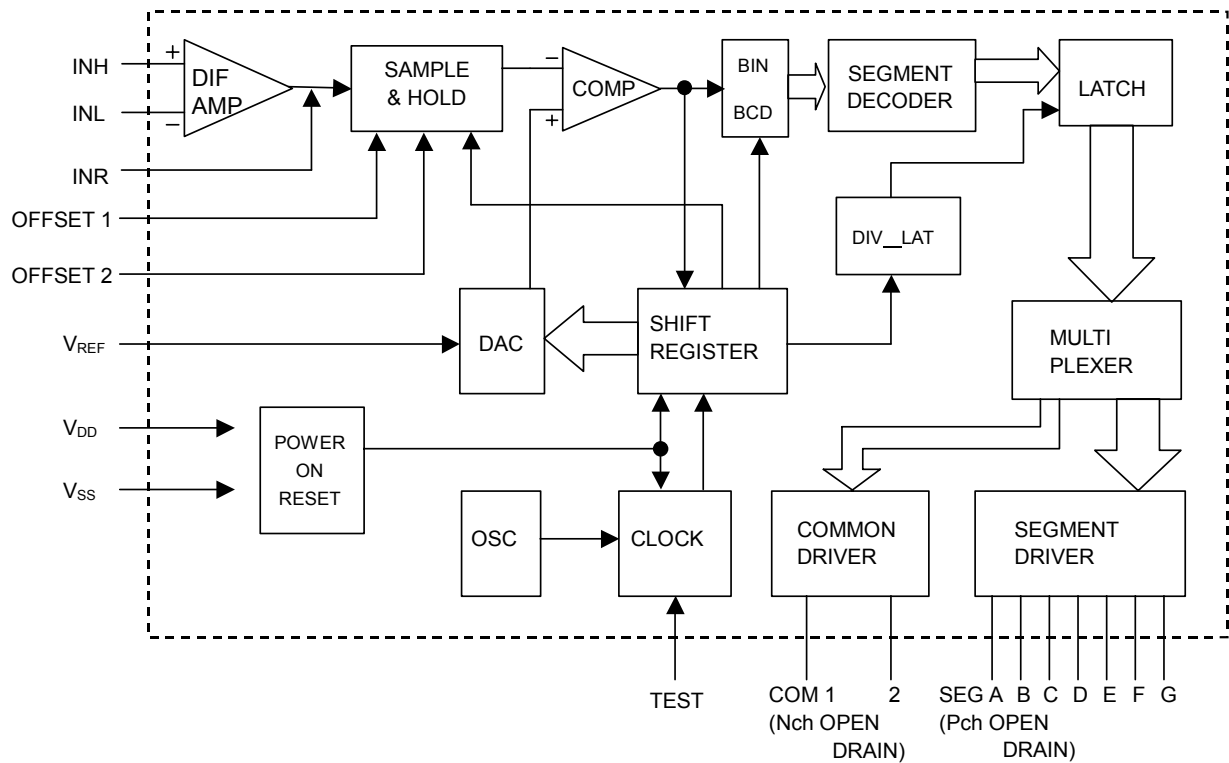 INH
INL
INR
OFFSET 1
OFFSET 2
VREF
VDD
VSS
+
−
DIF
AMP
SAMPLE
& HOLD
−
+
COMP
BIN
BCD
SEGMENT
DECODER
LATCH
DIV_LAT
DAC
SHIFT
REGISTER
MULTI
PLEXER
POWER
ON
RESET
OSC
CLOCK
COMMON
DRIVER
SEGMENT
DRIVER
TEST
COM 1 2
(Nch OPEN
DRAIN)
SEG A B C D E F G
(Pch OPEN
DRAIN)